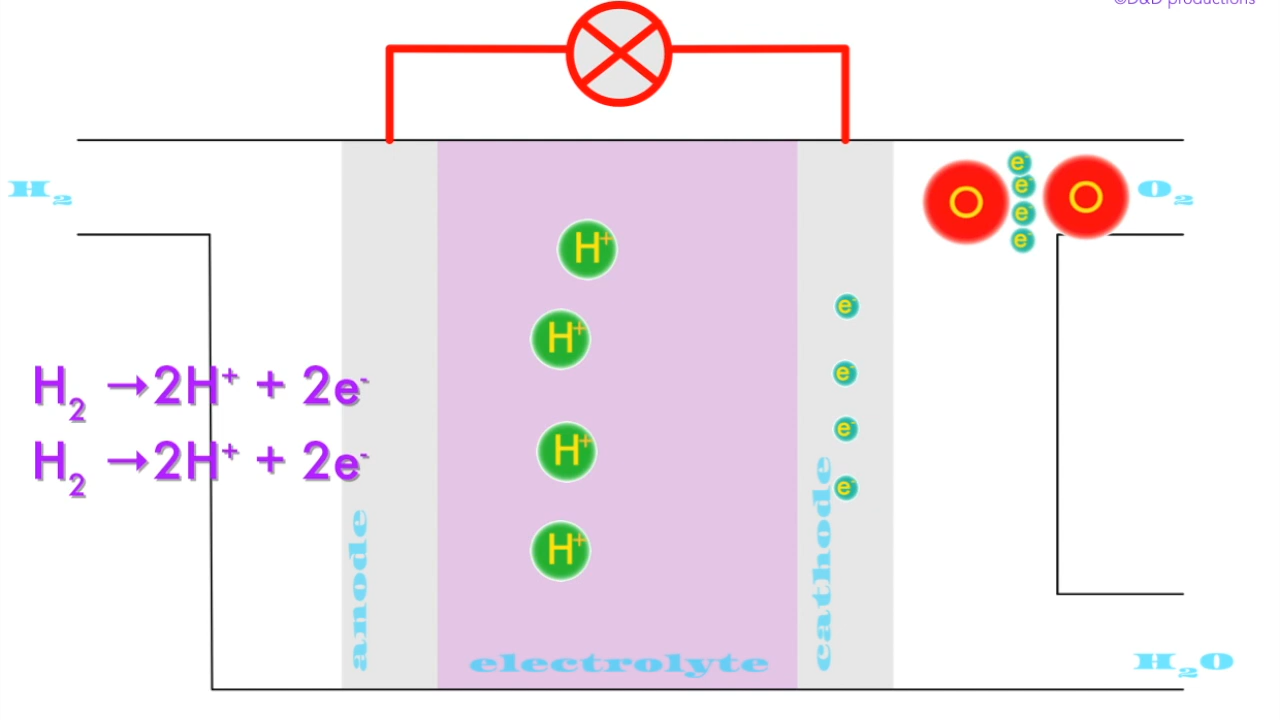 ©D&D productions
H₂
O O
e⁻
e⁻
e⁻
e⁻
O₂
H⁺
e⁻
H⁺
e⁻
H₂ →2H⁺ + 2e⁻
e⁻
H⁺
H₂ →2H⁺ + 2e⁻
e⁻
H⁺
anode
cathode
electrolyte
H₂O